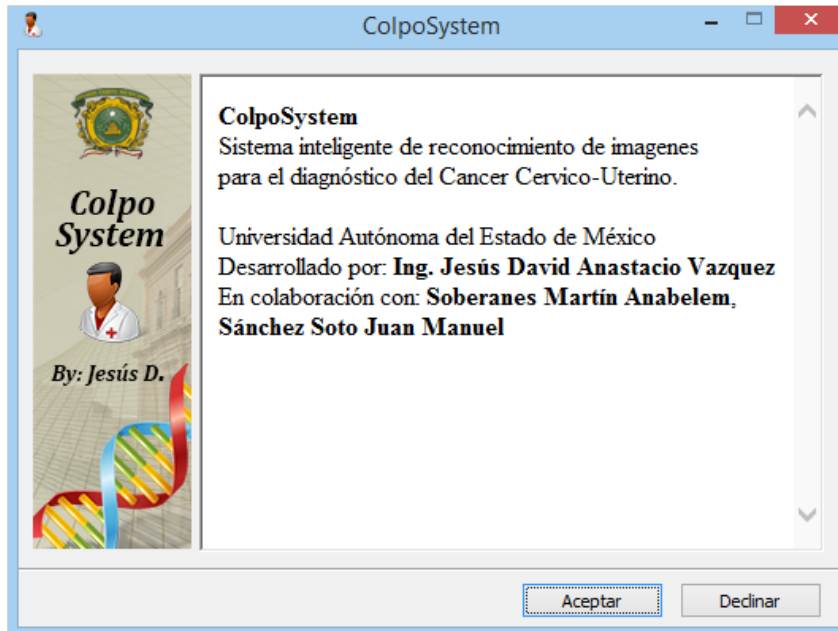 ColpoSystem
Colpo
System
By: Jesús D.
ColpoSystem
Sistema inteligente de reconocimiento de imagenes
para el diagnóstico del Cancer Cervico-Uterino.
Universidad Autónoma del Estado de México
Desarrollado por: Ing. Jesús David Anastacio Vazquez
En colaboración con: Soberanes Martín Anabelem,
Sánchez Soto Juan Manuel
Aceptar
Declinar